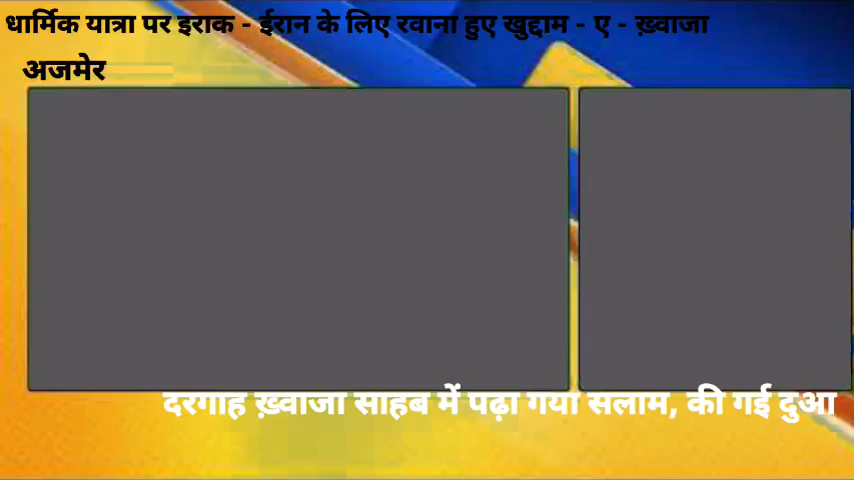 धार्मिक यात्रा पर इराक - ईरान के लिए रवाना हुए खुद्दाम - ए - ख़्वाजा
अजमेर
दरगाह ख़्वाजा साहब में पढ़ा गया सलाम, की गई दुआ